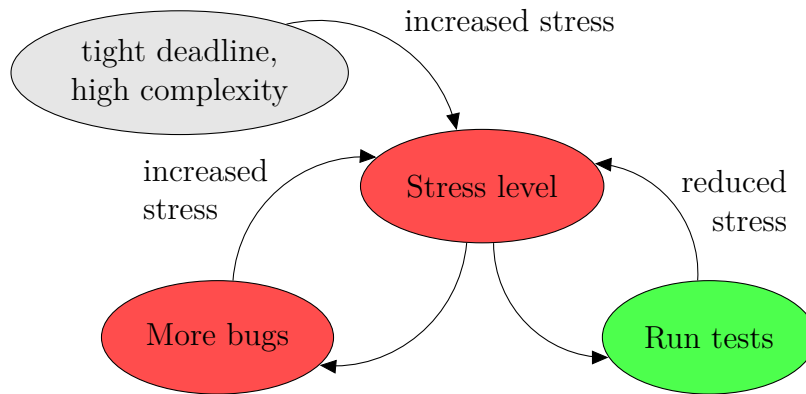 increased stress
tight deadline,
high complexity
increased
stress
Stress level
reduced
stress
More bugs
Run tests